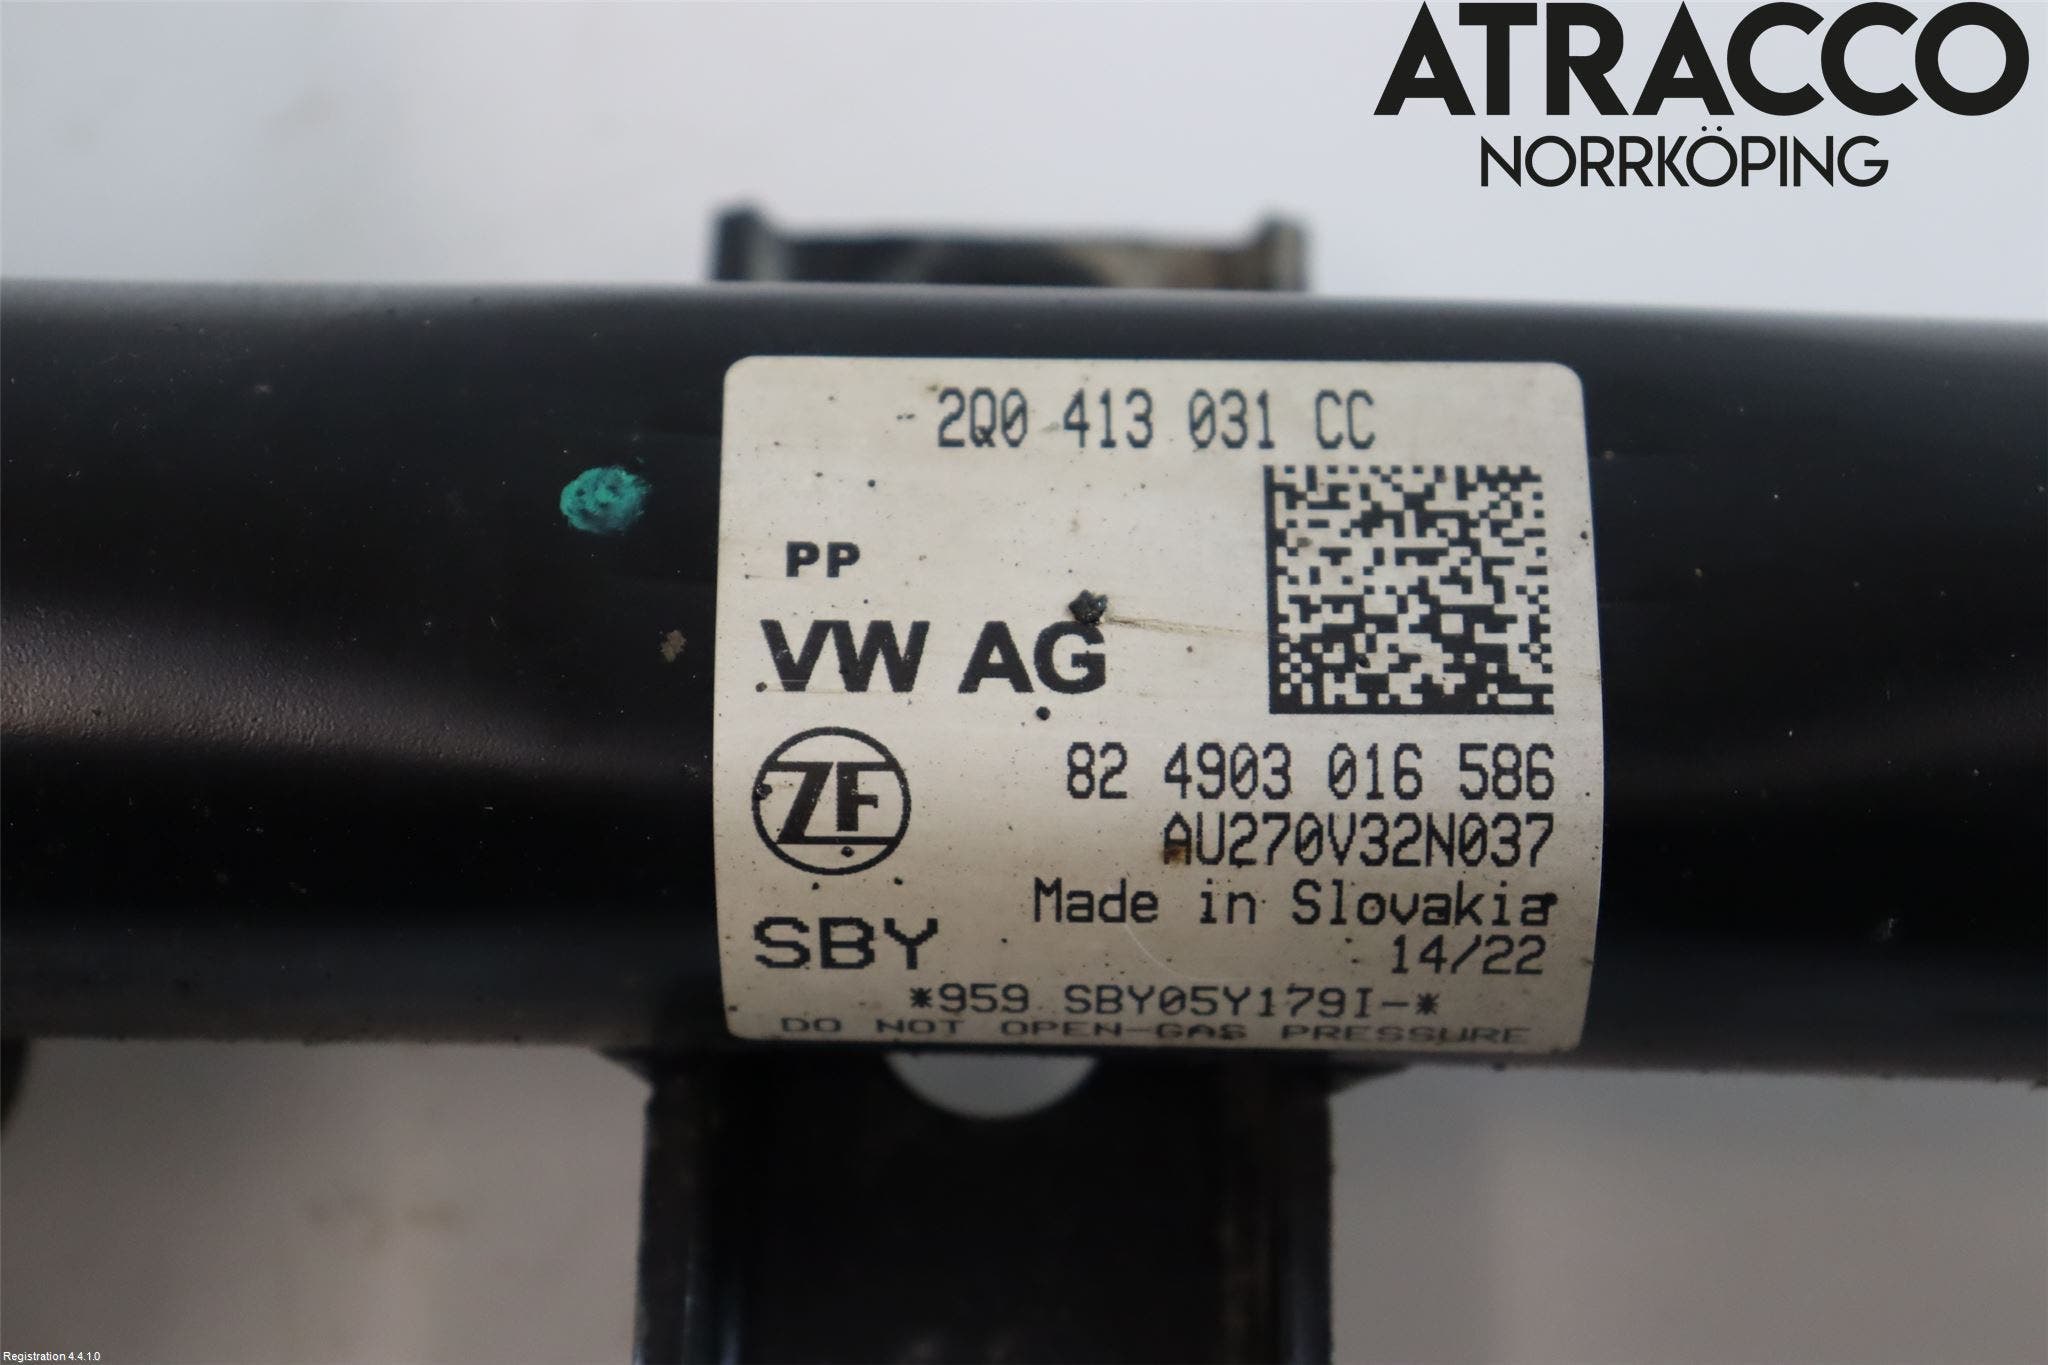 ATRACCO
NORRKÖPING
2Q0 413 031 CC
PP
VW AG
ZF
82 4903 016 586
AU270V32N037
Made in Slovakia
SBY
14/22
*959 SBY05Y179I-*
DO NOT OPEN-GAS PRESSURE
Registration 4.4.1.0